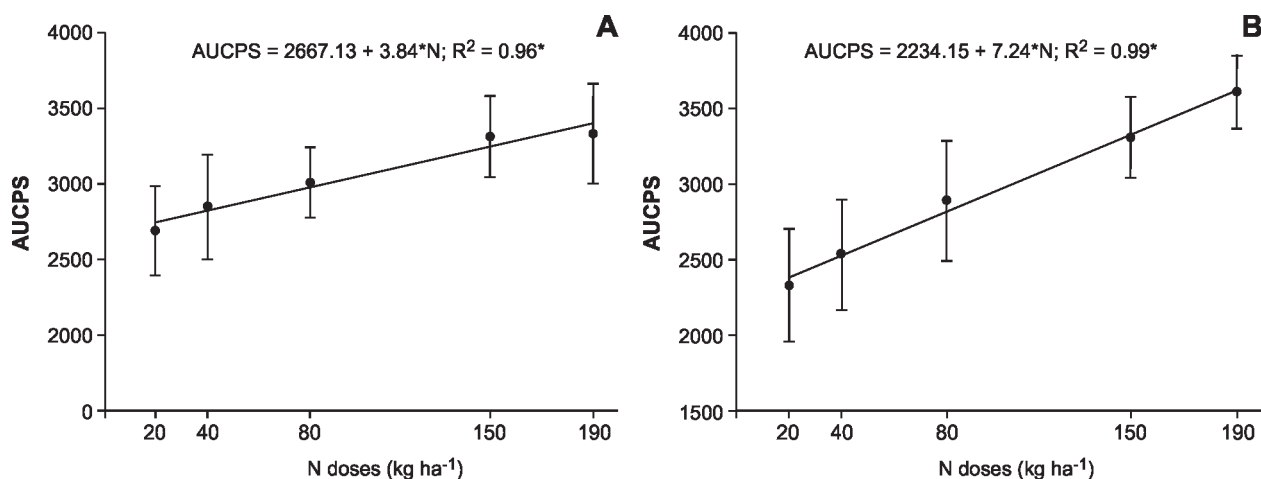 A
AUCPS = 2667.13 + 3.84*N; R² = 0.96*
4000
3500
3000
2500
2000
0
AUCPS
20 40 80 150 190
N doses (kg ha⁻¹)
B
AUCPS = 2234.15 + 7.24*N; R² = 0.99*
4000
3500
3000
2500
2000
1500
AUCPS
20 40 80 150 190
N doses (kg ha⁻¹)